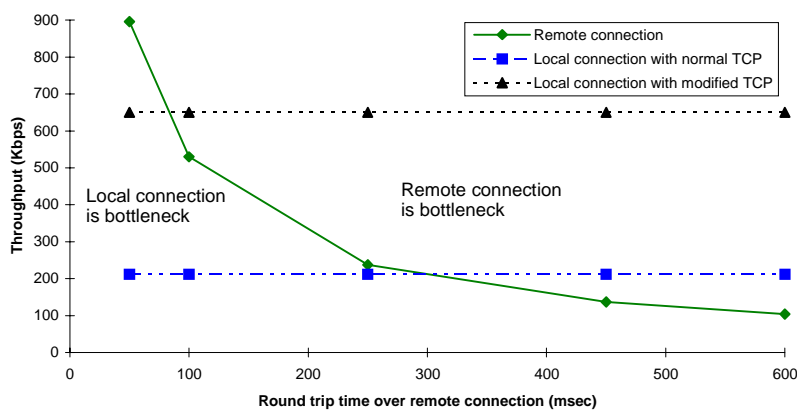 900
800
700
600
500
400
300
200
100
0
Throughput (Kbps)
Remote connection
Local connection with normal TCP
Local connection with modified TCP
Local connection
is bottleneck
Remote connection
is bottleneck
0 100 200 300 400 500 600
Round trip time over remote connection (msec)